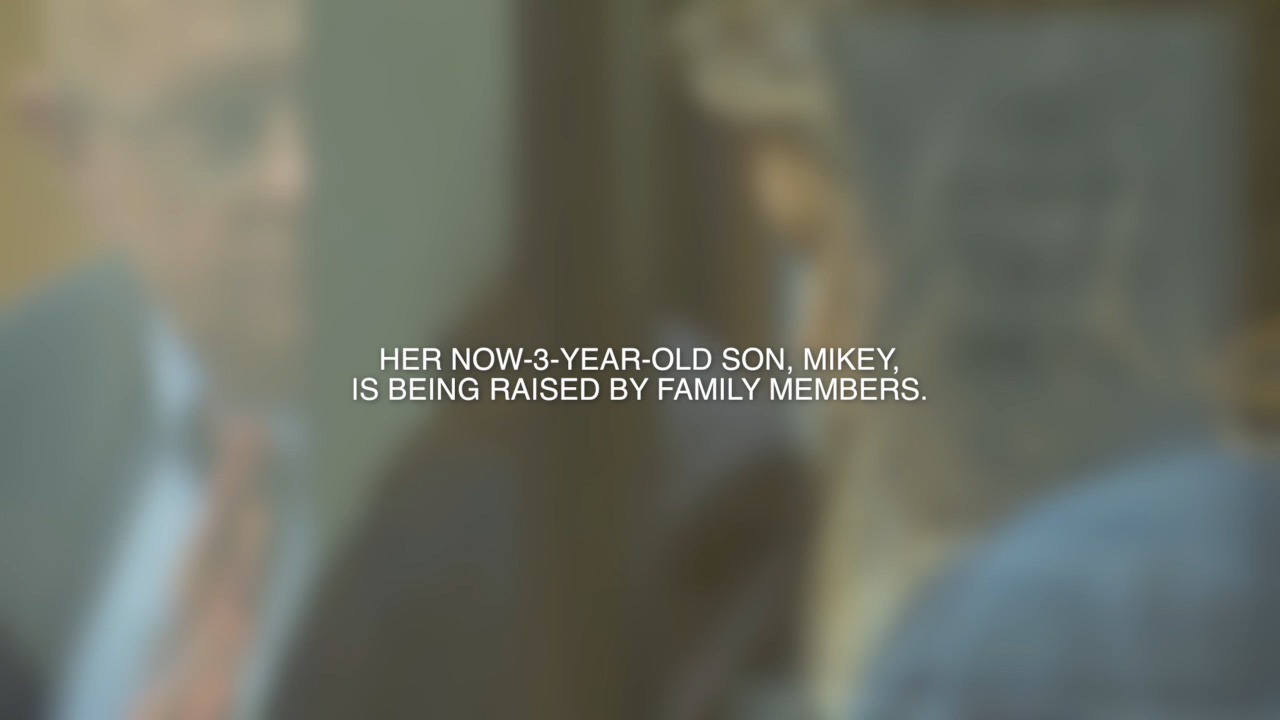 HER NOW-3-YEAR-OLD SON, MIKEY,
IS BEING RAISED BY FAMILY MEMBERS.